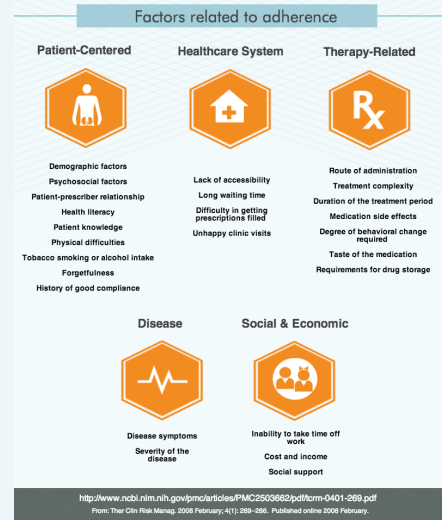 Factors related to adherence
Patient-Centered
Demographic factors
Psychosocial factors
Patient-prescriber relationship
Health literacy
Patient knowledge
Physical difficulties
Tobacco smoking or alcohol intake
Forgetfulness
History of good compliance
Healthcare System
Lack of accessibility
Long waiting time
Difficulty in getting
prescriptions filled
Unhappy clinic visits
Therapy-Related
Rx
Route of administration
Treatment complexity
Duration of the treatment period
Medication side effects
Degree of behavioral change
required
Taste of the medication
Requirements for drug storage
Disease
Disease symptoms
Severity of the
disease
Social & Economic
Inability to take time off
work
Cost and income
Social support
http://www.ncbi.nlm.nih.gov/pmc/articles/PMC2503662/pdf/tcrm-0401-269.pdf
From: Ther Clin Risk Manag. 2008 February; 4(1): 269–286. Published online 2008 February.